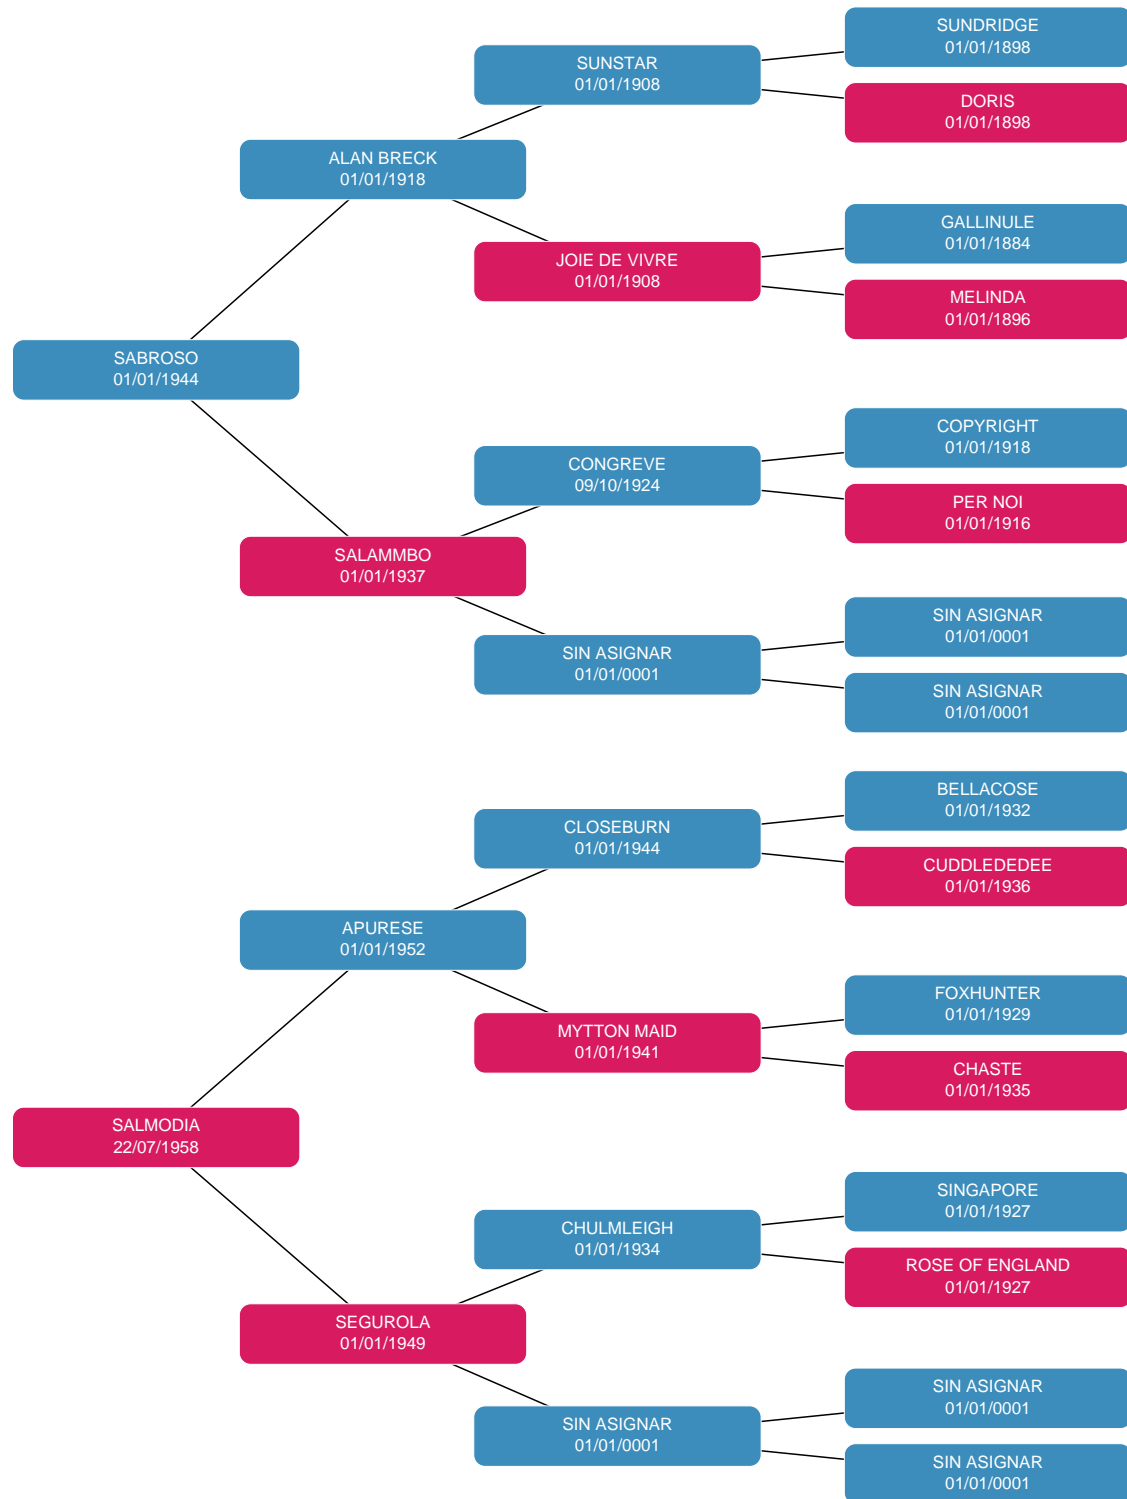 SUNDRIDGE
01/01/1898
SUNSTAR
01/01/1908
DORIS
01/01/1898
ALAN BRECK
01/01/1918
GALLINULE
01/01/1884
JOIE DE VIVRE
01/01/1908
MELINDA
01/01/1896
SABROSO
01/01/1944
COPYRIGHT
01/01/1918
CONGREVE
09/10/1924
PER NOI
01/01/1916
SALAMMBO
01/01/1937
SIN ASIGNAR
01/01/0001
SIN ASIGNAR
01/01/0001
SIN ASIGNAR
01/01/0001
BELLACOSE
01/01/1932
CLOSEBURN
01/01/1944
CUDDLEDEDEE
01/01/1936
APURESE
01/01/1952
FOXHUNTER
01/01/1929
MYTTON MAID
01/01/1941
CHASTE
01/01/1935
SALMODIA
22/07/1958
SINGAPORE
01/01/1927
CHULMLEIGH
01/01/1934
ROSE OF ENGLAND
01/01/1927
SEGUROLA
01/01/1949
SIN ASIGNAR
01/01/0001
SIN ASIGNAR
01/01/0001
SIN ASIGNAR
01/01/0001